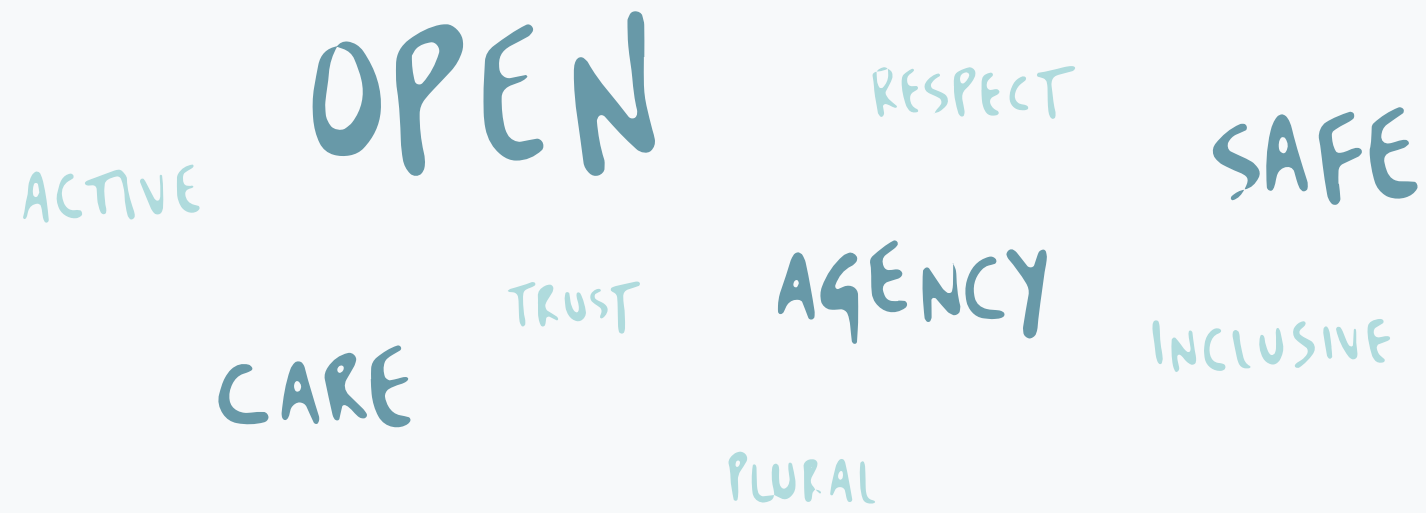 OPEN
RESPECT
SAFE
ACTIVE
AGENCY
TRUST
INCLUSIVE
CARE
PLURAL